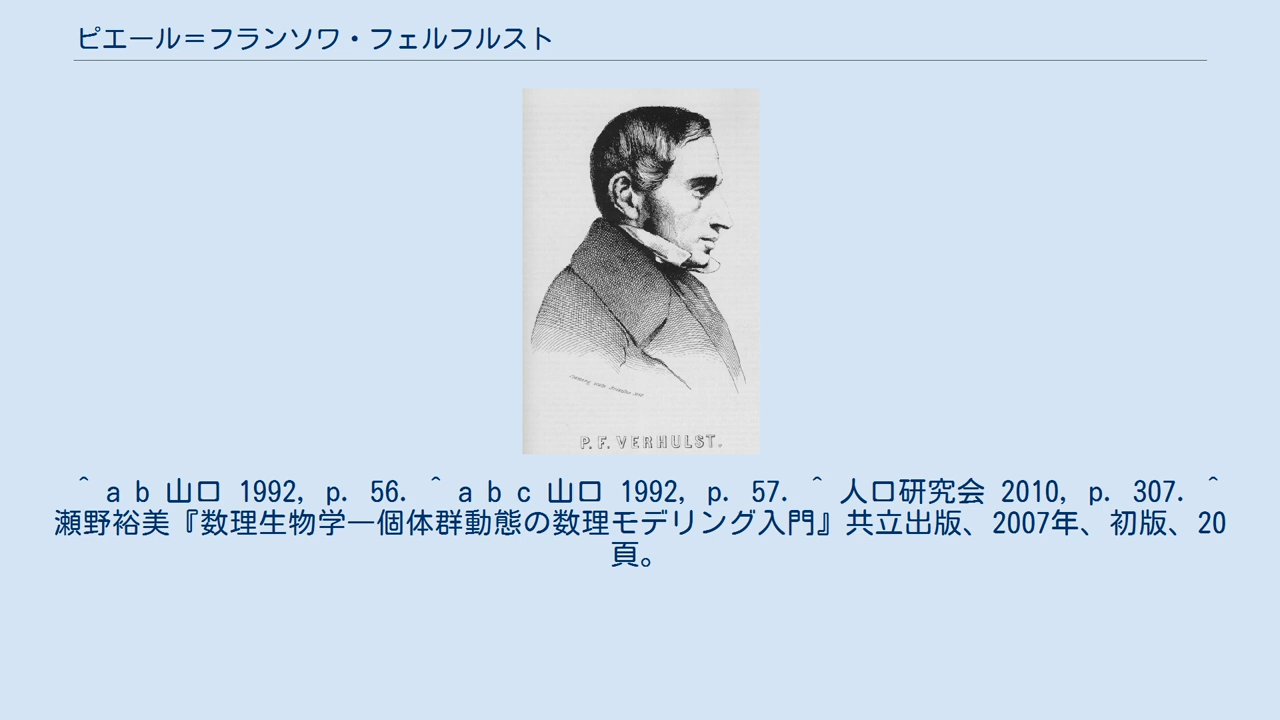 ピエール＝フランソワ・フェルフルスト
P. F. VERHULST.
^ a b 山口 1992, p. 56. ^ a b c 山口 1992, p. 57. ^ 人口研究会 2010, p. 307. ^
瀬野裕美『数理生物学―個体群動態の数理モデリング入門』共立出版、2007年、初版、20
頁。